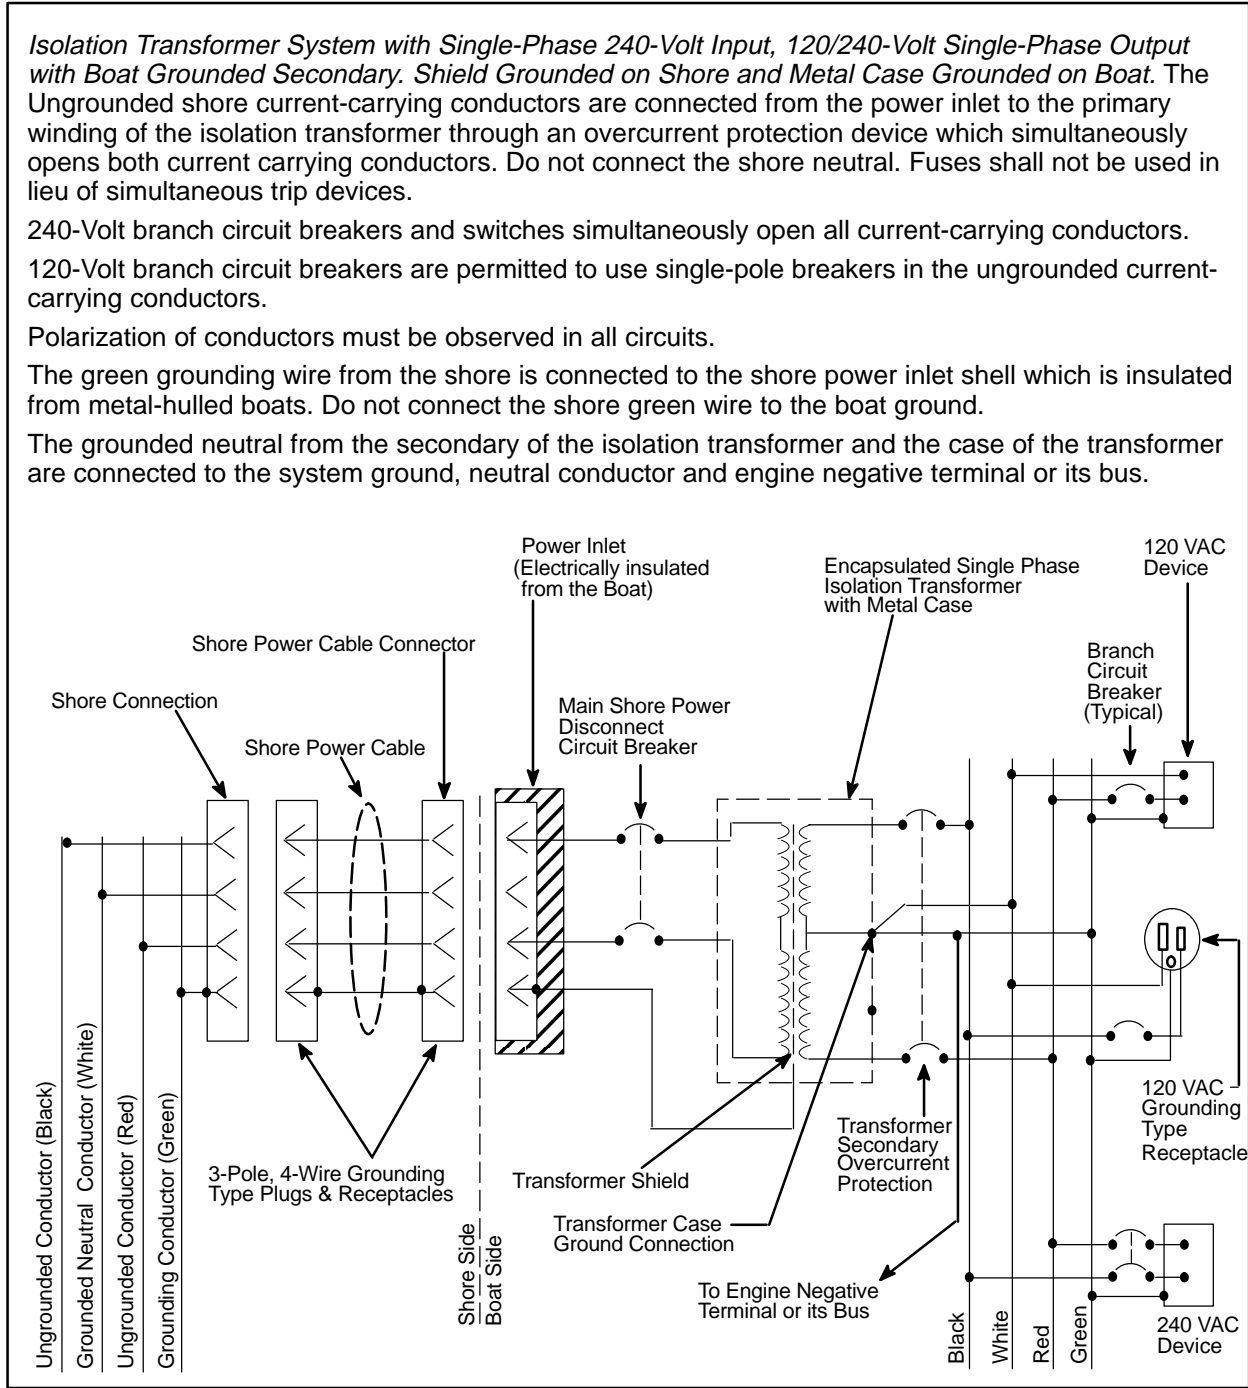 Isolation Transformer System with Single-Phase 240-Volt Input, 120/240-Volt Single-Phase Output
with Boat Grounded Secondary. Shield Grounded on Shore and Metal Case Grounded on Boat. The
Ungrounded shore current-carrying conductors are connected from the power inlet to the primary
winding of the isolation transformer through an overcurrent protection device which simultaneously
opens both current carrying conductors. Do not connect the shore neutral. Fuses shall not be used in
lieu of simultaneous trip devices.
240-Volt branch circuit breakers and switches simultaneously open all current-carrying conductors.
120-Volt branch circuit breakers are permitted to use single-pole breakers in the ungrounded current-
carrying conductors.
Polarization of conductors must be observed in all circuits.
The green grounding wire from the shore is connected to the shore power inlet shell which is insulated
from metal-hulled boats. Do not connect the shore green wire to the boat ground.
The grounded neutral from the secondary of the isolation transformer and the case of the transformer
are connected to the system ground, neutral conductor and engine negative terminal or its bus.
Power Inlet
(Electrically insulated
from the Boat)
Encapsulated Single Phase
Isolation Transformer
with Metal Case
120 VAC
Device
Shore Power Cable Connector
Branch
Circuit
Breaker
(Typical)
Shore Connection
Main Shore Power
Disconnect
Circuit Breaker
Shore Power Cable
120 VAC
Grounding
Type
Receptacle
Transformer
Secondary
Overcurrent
Protection
3-Pole, 4-Wire Grounding
Type Plugs & Receptacles
Transformer Shield
Transformer Case
Ground Connection
To Engine Negative
Terminal or its Bus
Ungrounded Conductor (Black)
Grounded Neutral Conductor (White)
Ungrounded Conductor (Red)
Grounding Conductor (Green)
Shore Side
Boat Side
Black
White
Red
Green
240 VAC
Device